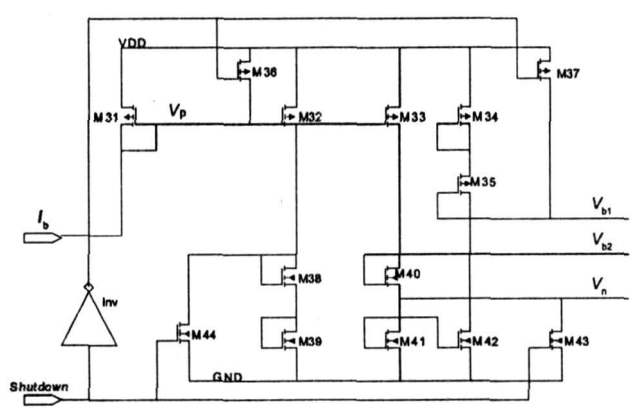 VDD
M36
M37
M31
Vp
M32
M33
M34
M35
Ib
Vb1
Vb2
M38
M40
Vn
Inv
M44
M39
M41
M42
M43
GND
Shutdown